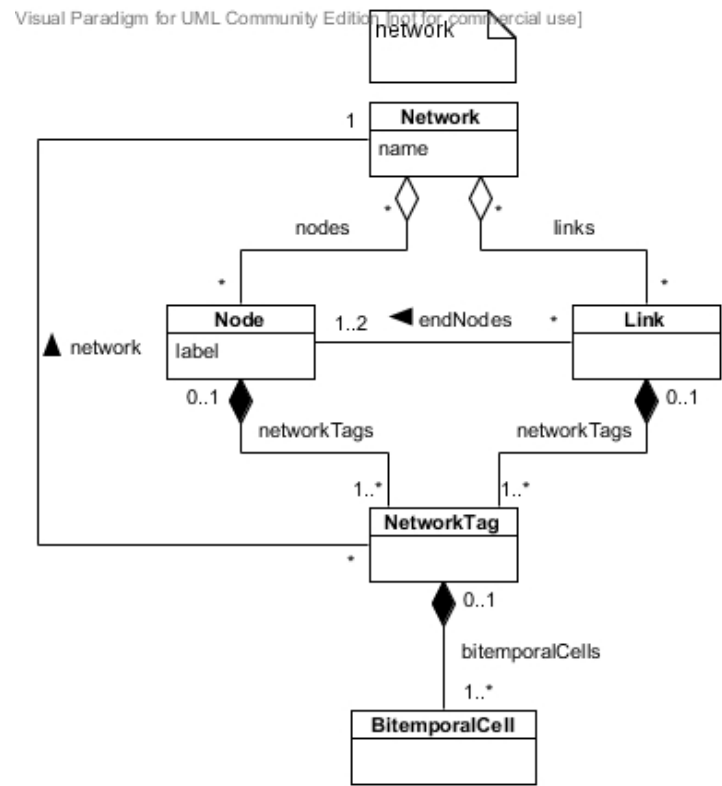 Visual Paradigm for UML Community Edition [not for commercial use]
network
1
Network
name
* *
nodes links
* *
Node 1..2 ◄ endNodes * Link
label
▲ network
0..1 0..1
networkTags networkTags
1..* 1..*
NetworkTag
*
0..1
bitemporalCells
1..*
BitemporalCell